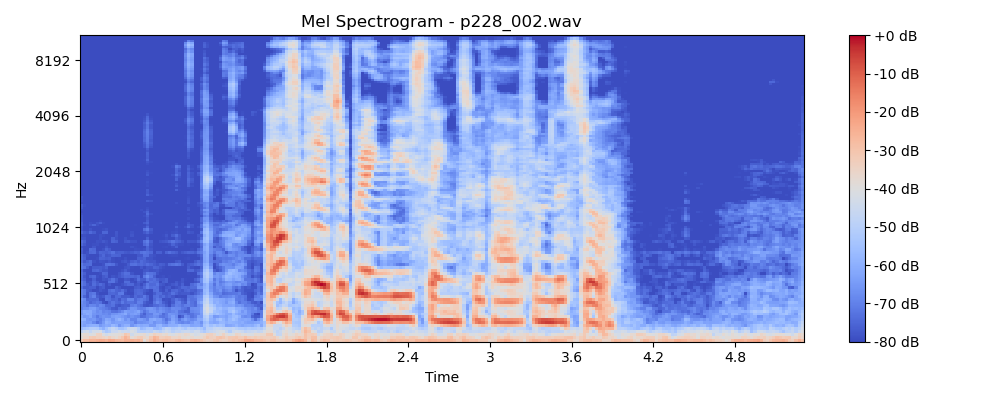 Mel Spectrogram - p228_002.wav
Hz
8192
4096
2048
1024
512
0
0 0.6 1.2 1.8 2.4 3 3.6 4.2 4.8
Time
+0 dB
-10 dB
-20 dB
-30 dB
-40 dB
-50 dB
-60 dB
-70 dB
-80 dB